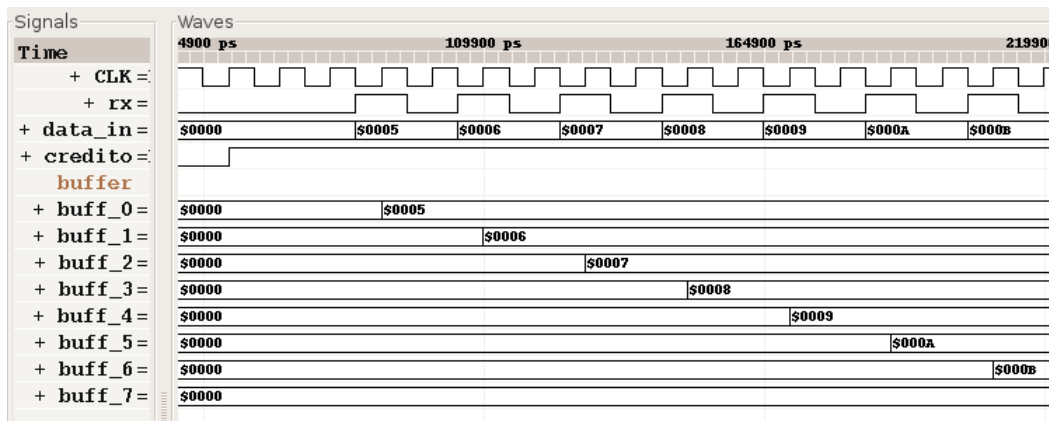 Signals Waves
Time 4900 ps 109900 ps 164900 ps 21990
+ CLK =
+ rx =
+ data_in = $0000 $0005 $0006 $0007 $0008 $0009 $000A $000B
+ credito =
buffer
+ buff_0 = $0000 $0005
+ buff_1 = $0000 $0006
+ buff_2 = $0000 $0007
+ buff_3 = $0000 $0008
+ buff_4 = $0000 $0009
+ buff_5 = $0000 $000A
+ buff_6 = $0000 $000B
+ buff_7 = $0000